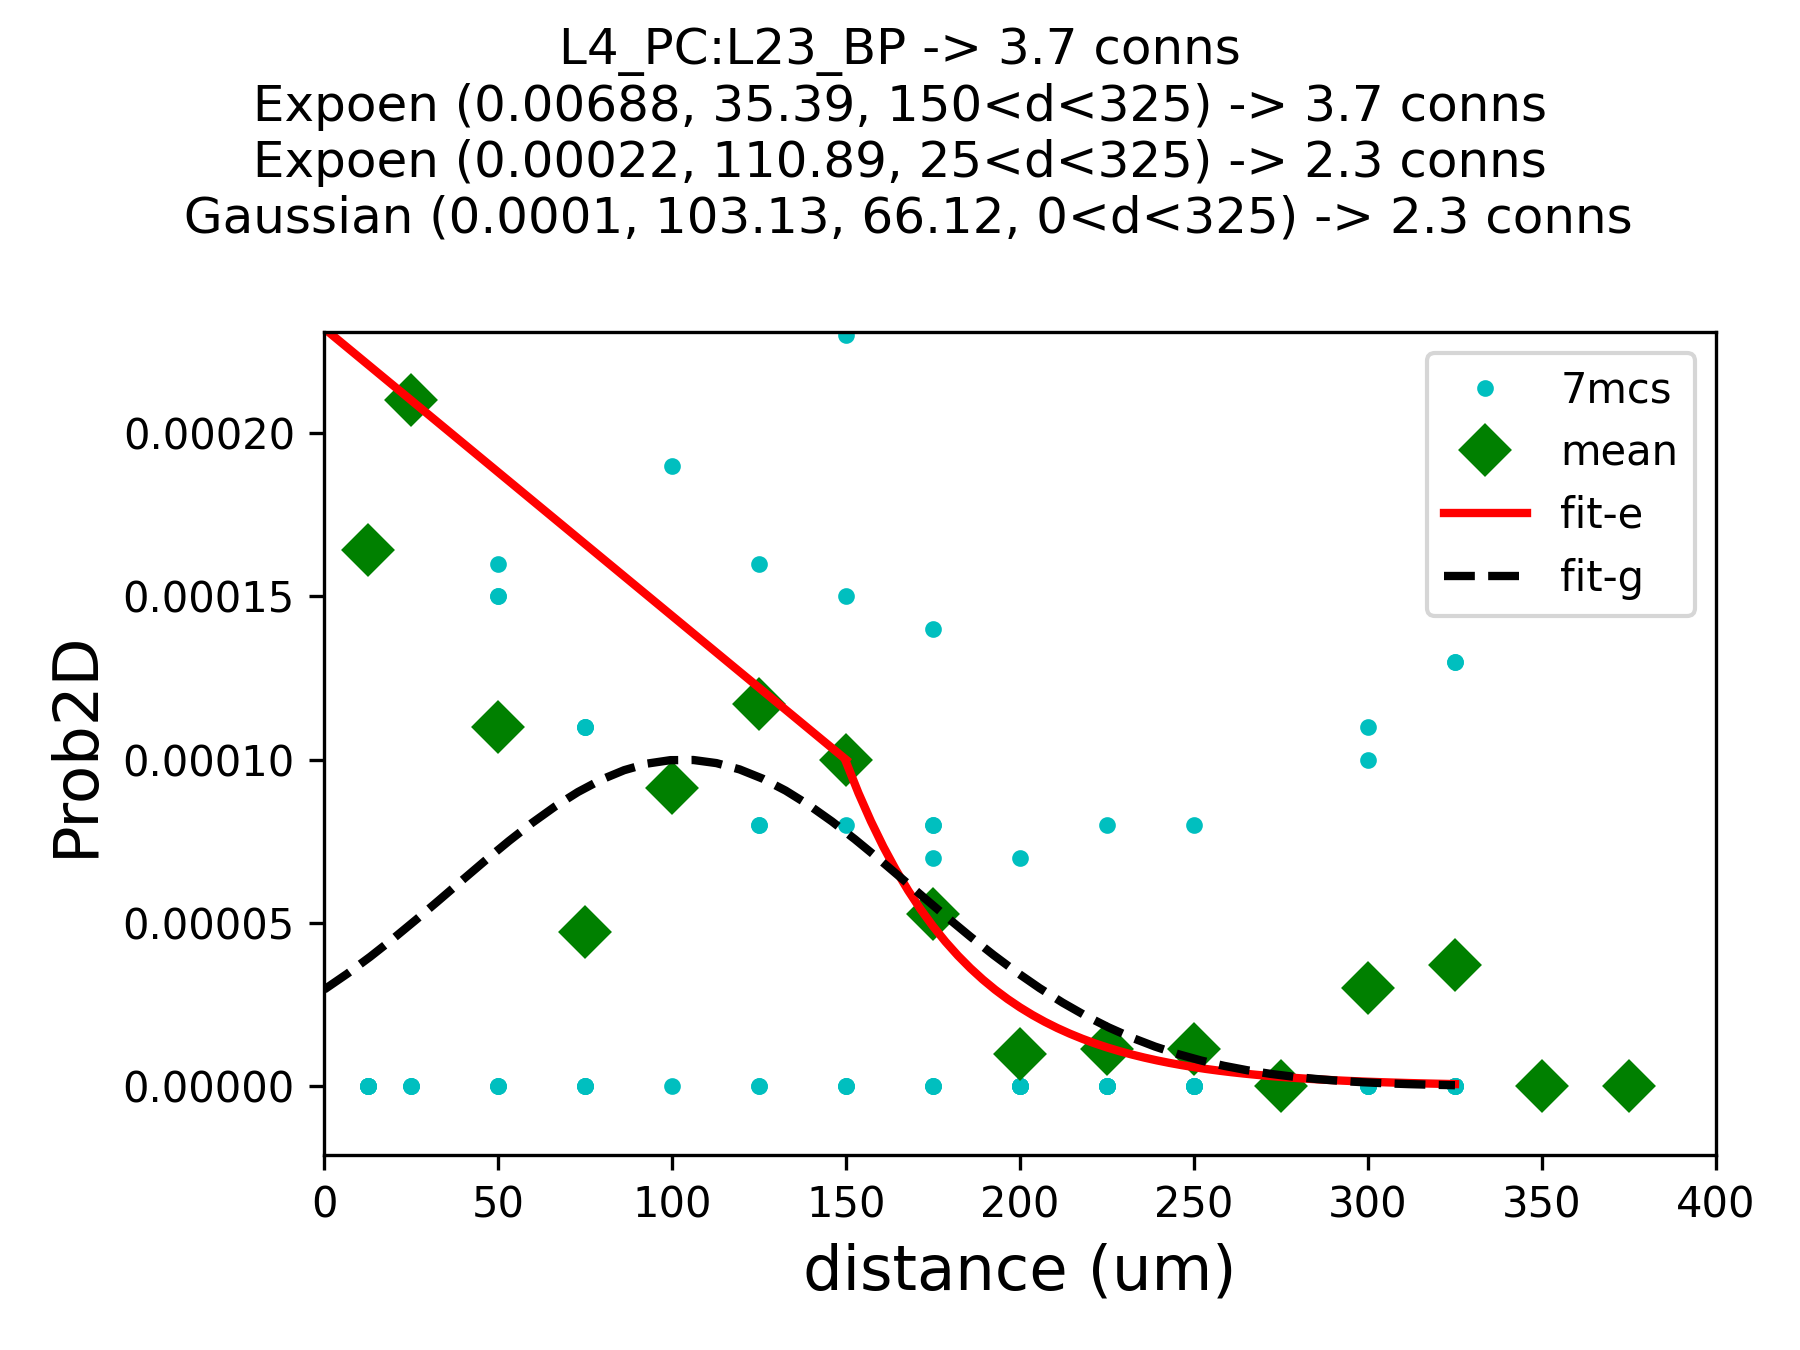 L4_PC:L23_BP -> 3.7 conns
Expoen (0.00688, 35.39, 150<d<325) -> 3.7 conns
Expoen (0.00022, 110.89, 25<d<325) -> 2.3 conns
Gaussian (0.0001, 103.13, 66.12, 0<d<325) -> 2.3 conns
7mcs
mean
fit-e
fit-g
Prob2D
0.00020
0.00015
0.00010
0.00005
0.00000
0 50 100 150 200 250 300 350 400
distance (um)